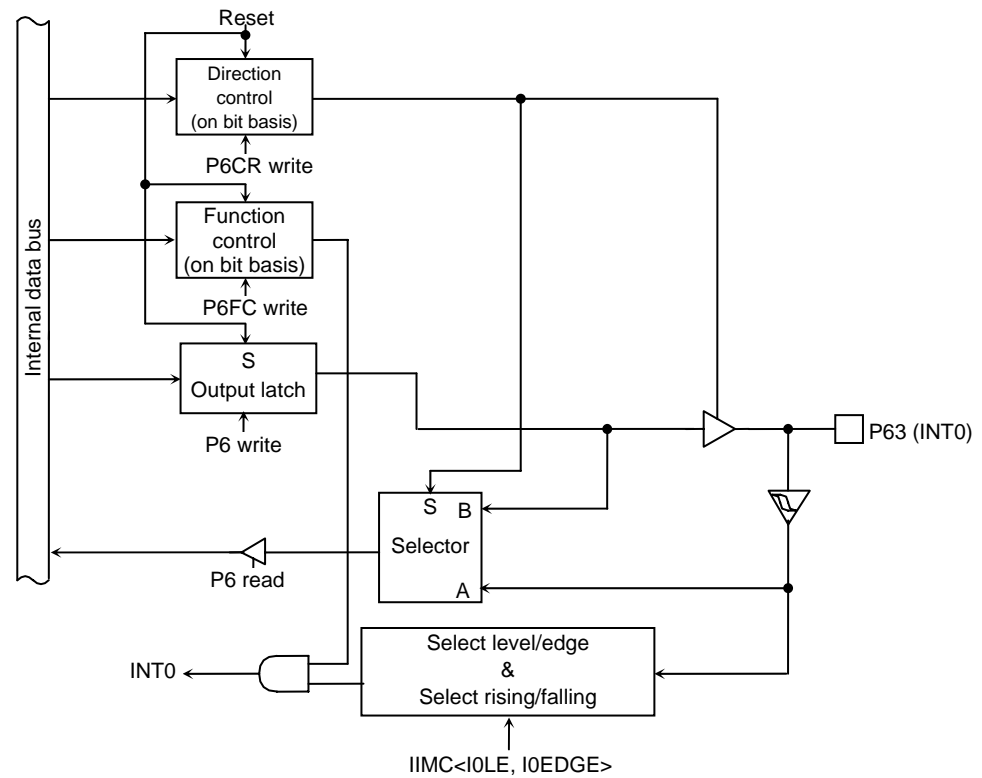 Reset
Direction
control
(on bit basis)
P6CR write
Function
control
(on bit basis)
P6FC write
Internal data bus
S
Output latch
P6 write
P63 (INT0)
S
B
Selector
A
P6 read
Select level/edge
&
Select rising/falling
INT0
IIMC<I0LE, I0EDGE>